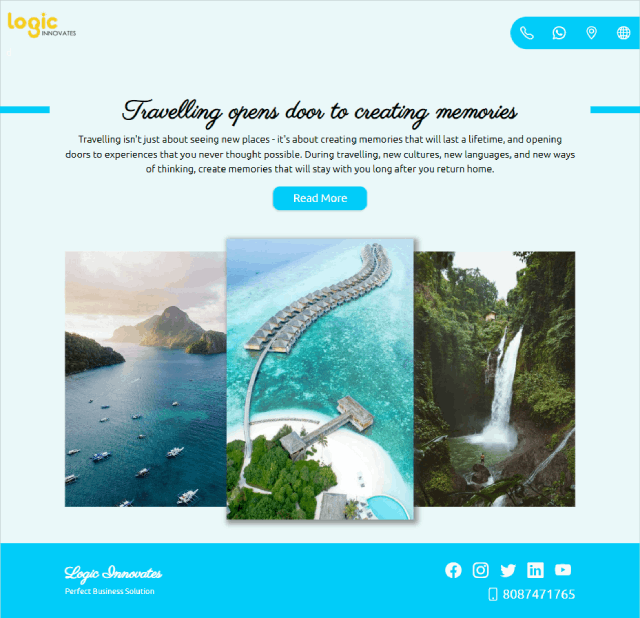 logic
INNOVATES
Travelling opens door to creating memories
Travelling isn't just about seeing new places - it's about creating memories that will last a lifetime, and opening
doors to experiences that you never thought possible. During travelling, new cultures, new languages, and new ways
of thinking, create memories that will stay with you long after you return home.
Read More
Logic Innovates
Perfect Business Solution
8087471765